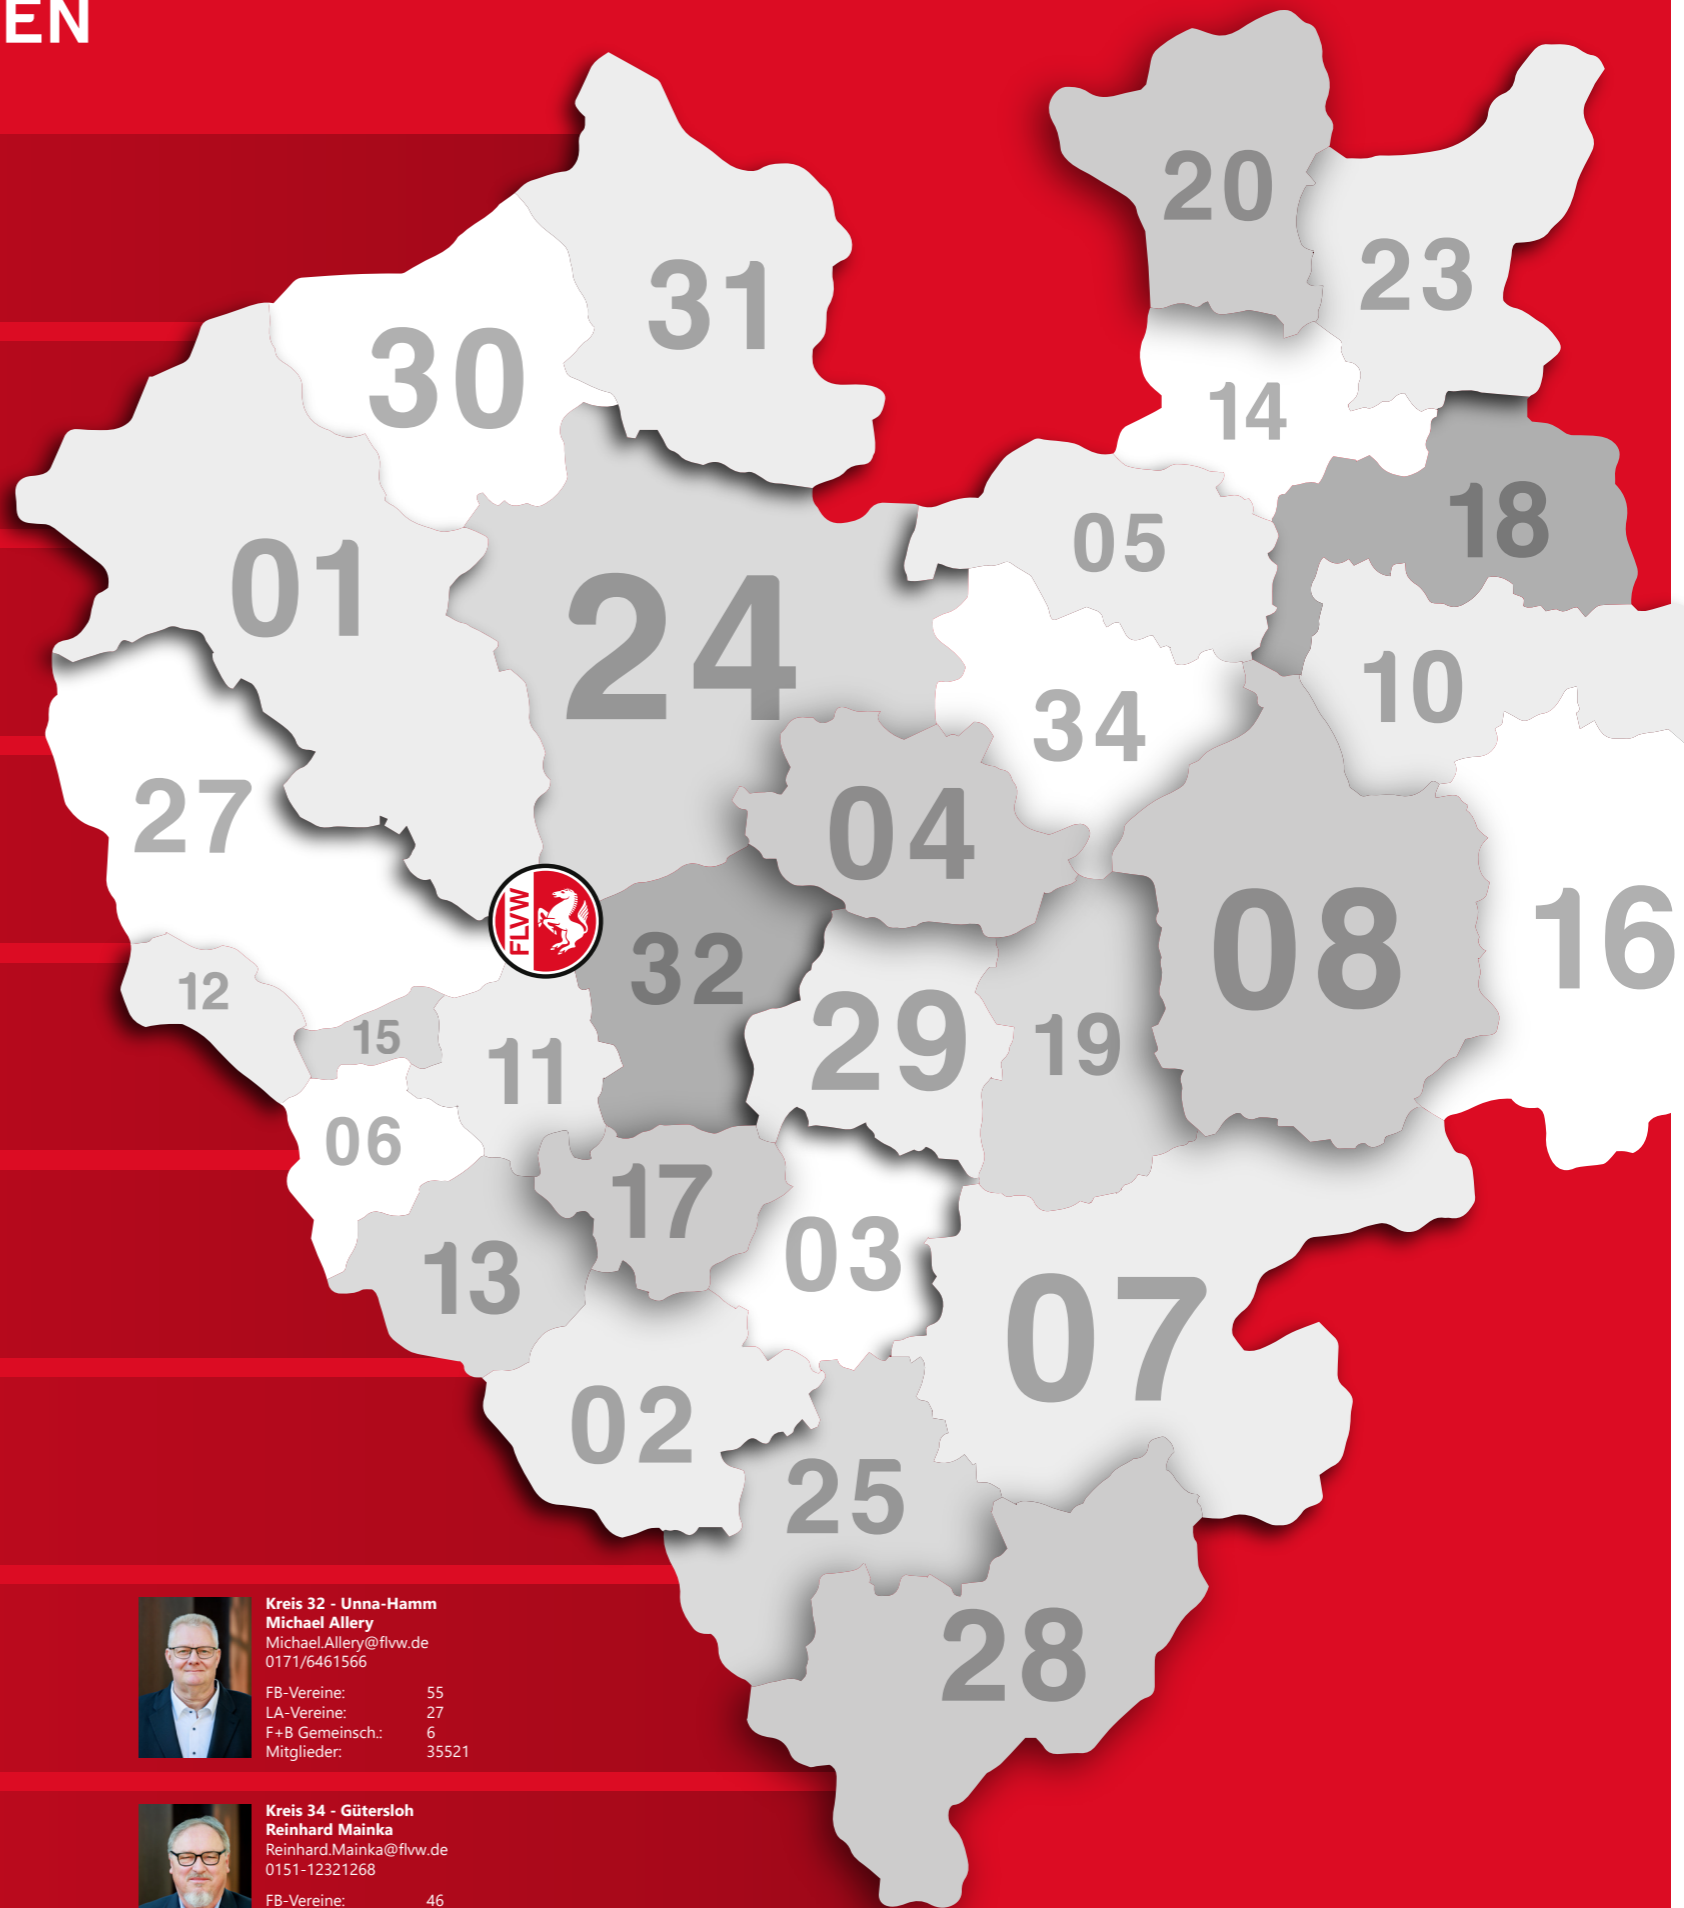 EN
20
23
31
30
14
18
05
01
24
10
34
27
04
08
16
FLVW
32
12
29
19
15
11
06
17
03
13
07
02
25
28
Kreis 32 - Unna-Hamm
Michael Allery
Michael.Allery@flvw.de
0171/6461566
FB-Vereine: 55
LA-Vereine: 27
F+B Gemeinsch.: 6
Mitglieder: 35521
Kreis 34 - Gütersloh
Reinhard Mainka
Reinhard.Mainka@flvw.de
0151-12321268
FB-Vereine: 46